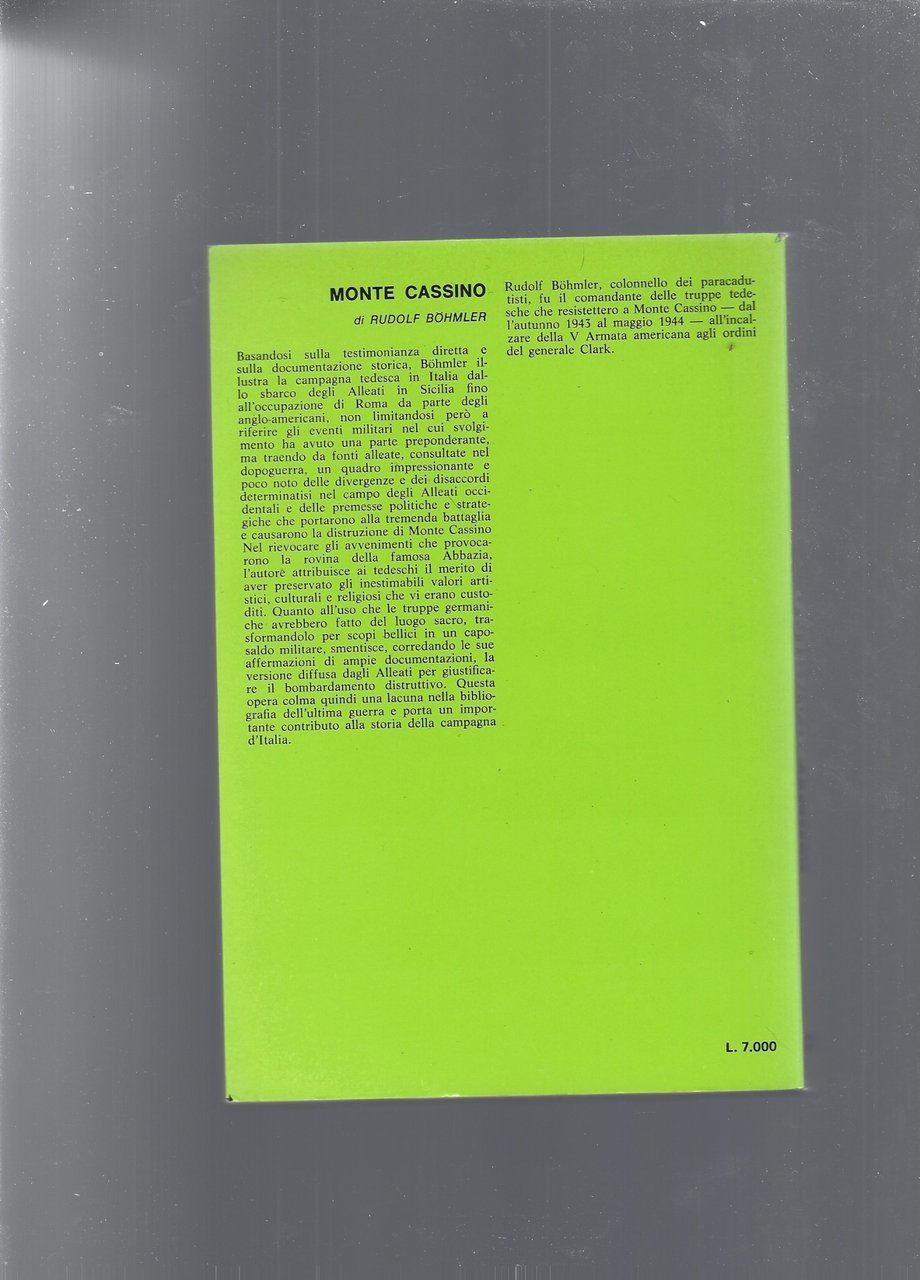 MONTE CASSINO
di RUDOLF BÖHMLER
Basandosi sulla testimonianza diretta e
sulla documentazione storica, Böhmler il-
lustra la campagna tedesca in Italia dal-
lo sbarco degli Alleati in Sicilia fino
all'occupazione di Roma da parte degli
anglo-americani, non limitandosi però a
riferire gli eventi militari nel cui svolgi-
mento ha avuto una parte preponderante,
ma traendo da fonti alleate, consultate nel
dopoguerra, un quadro impressionante e
poco noto delle divergenze e dei disaccordi
determinatisi nel campo degli Alleati occi-
dentali e delle premesse politiche e strate-
giche che portarono alla tremenda battaglia
e causarono la distruzione di Monte Cassino
Nel rievocare gli avvenimenti che provoca-
rono la rovina della famosa Abbazia,
l'autore attribuisce ai tedeschi il merito di
aver preservato gli inestimabili valori arti-
stici, culturali e religiosi che vi erano custo-
diti. Quanto all'uso che le truppe germani-
che avrebbero fatto del luogo sacro, tra-
sformandolo per scopi bellici in un capo-
saldo militare, smentisce, corredando le sue
affermazioni di ampie documentazioni, la
versione diffusa dagli Alleati per giustifica-
re il bombardamento distruttivo. Questa
opera colma quindi una lacuna nella biblio-
grafia dell'ultima guerra e porta un impor-
tante contributo alla storia della campagna
d'Italia.
Rudolf Böhmler, colonnello dei paracadu-
tisti, fu il comandante delle truppe tede-
sche che resistettero a Monte Cassino — dal
l'autunno 1943 al maggio 1944 — all'incal-
zare della V Armata americana agli ordini
del generale Clark.
L. 7.000